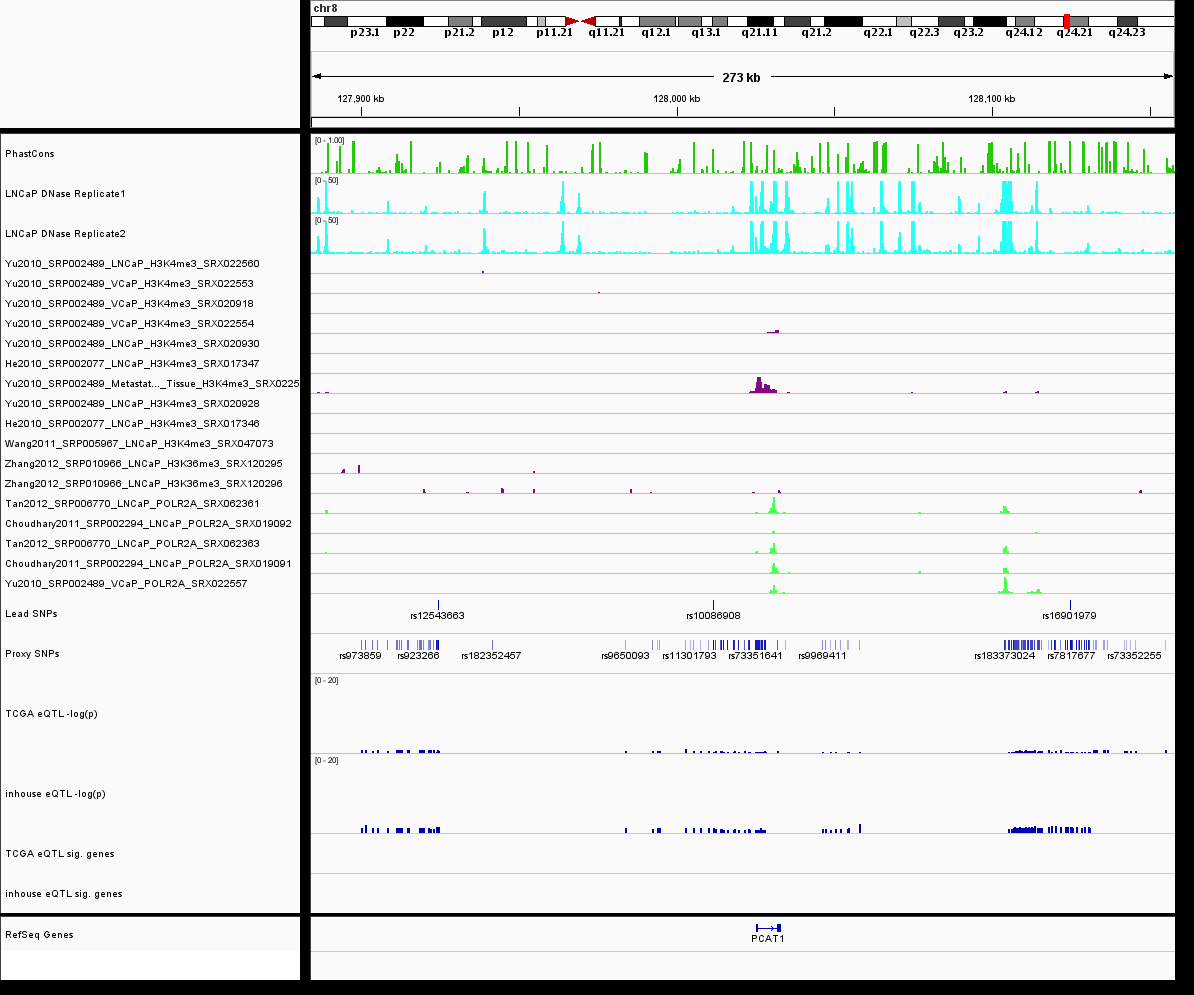 chr8
p23.1 p22 p21.2 p12 p11.21 q11.21 q12.1 q13.1 q21.11 q21.2 q22.1 q22.3 q23.2 q24.12 q24.21 q24.23
273 kb
127,900 kb 128,000 kb 128,100 kb
[0 - 1.00]
PhastCons
[0 - 50]
LNCaP DNase Replicate1
[0 - 50]
LNCaP DNase Replicate2
Yu2010_SRP002489_LNCaP_H3K4me3_SRX022560
Yu2010_SRP002489_VCaP_H3K4me3_SRX022553
Yu2010_SRP002489_VCaP_H3K4me3_SRX020918
Yu2010_SRP002489_VCaP_H3K4me3_SRX022554
Yu2010_SRP002489_LNCaP_H3K4me3_SRX020930
He2010_SRP002077_LNCaP_H3K4me3_SRX017347
Yu2010_SRP002489_Metastat..._Tissue_H3K4me3_SRX0225
Yu2010_SRP002489_LNCaP_H3K4me3_SRX020928
He2010_SRP002077_LNCaP_H3K4me3_SRX017346
Wang2011_SRP005967_LNCaP_H3K4me3_SRX047073
Zhang2012_SRP010966_LNCaP_H3K36me3_SRX120295
Zhang2012_SRP010966_LNCaP_H3K36me3_SRX120296
Tan2012_SRP006770_LNCaP_POLR2A_SRX062361
Choudhary2011_SRP002294_LNCaP_POLR2A_SRX019092
Tan2012_SRP006770_LNCaP_POLR2A_SRX062363
Choudhary2011_SRP002294_LNCaP_POLR2A_SRX019091
Yu2010_SRP002489_VCaP_POLR2A_SRX022557
Lead SNPs
rs12543663 rs10086908 rs16901979
Proxy SNPs
rs973859 rs923266 rs182352457 rs9650093 rs11301793 rs73351641 rs9969411 rs183373024 rs7817677 rs73352255
[0 - 20]
TCGA eQTL -log(p)
[0 - 20]
inhouse eQTL -log(p)
TCGA eQTL sig. genes
inhouse eQTL sig. genes
RefSeq Genes
PCAT1